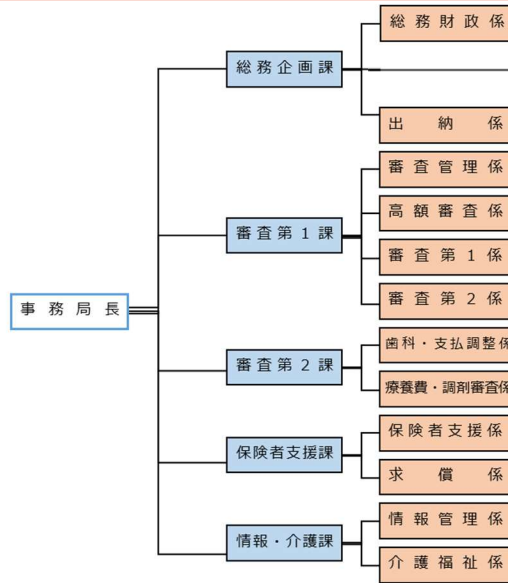 総務財政係
総務企画課
出納係
審査管理係
高額審査係
審査第1課
審査第1係
審査第2係
事務局長
歯科・支払調整係
審査第2課
療養費・調剤審査係
保険者支援係
保険者支援課
求償係
情報管理係
情報・介護課
介護福祉係